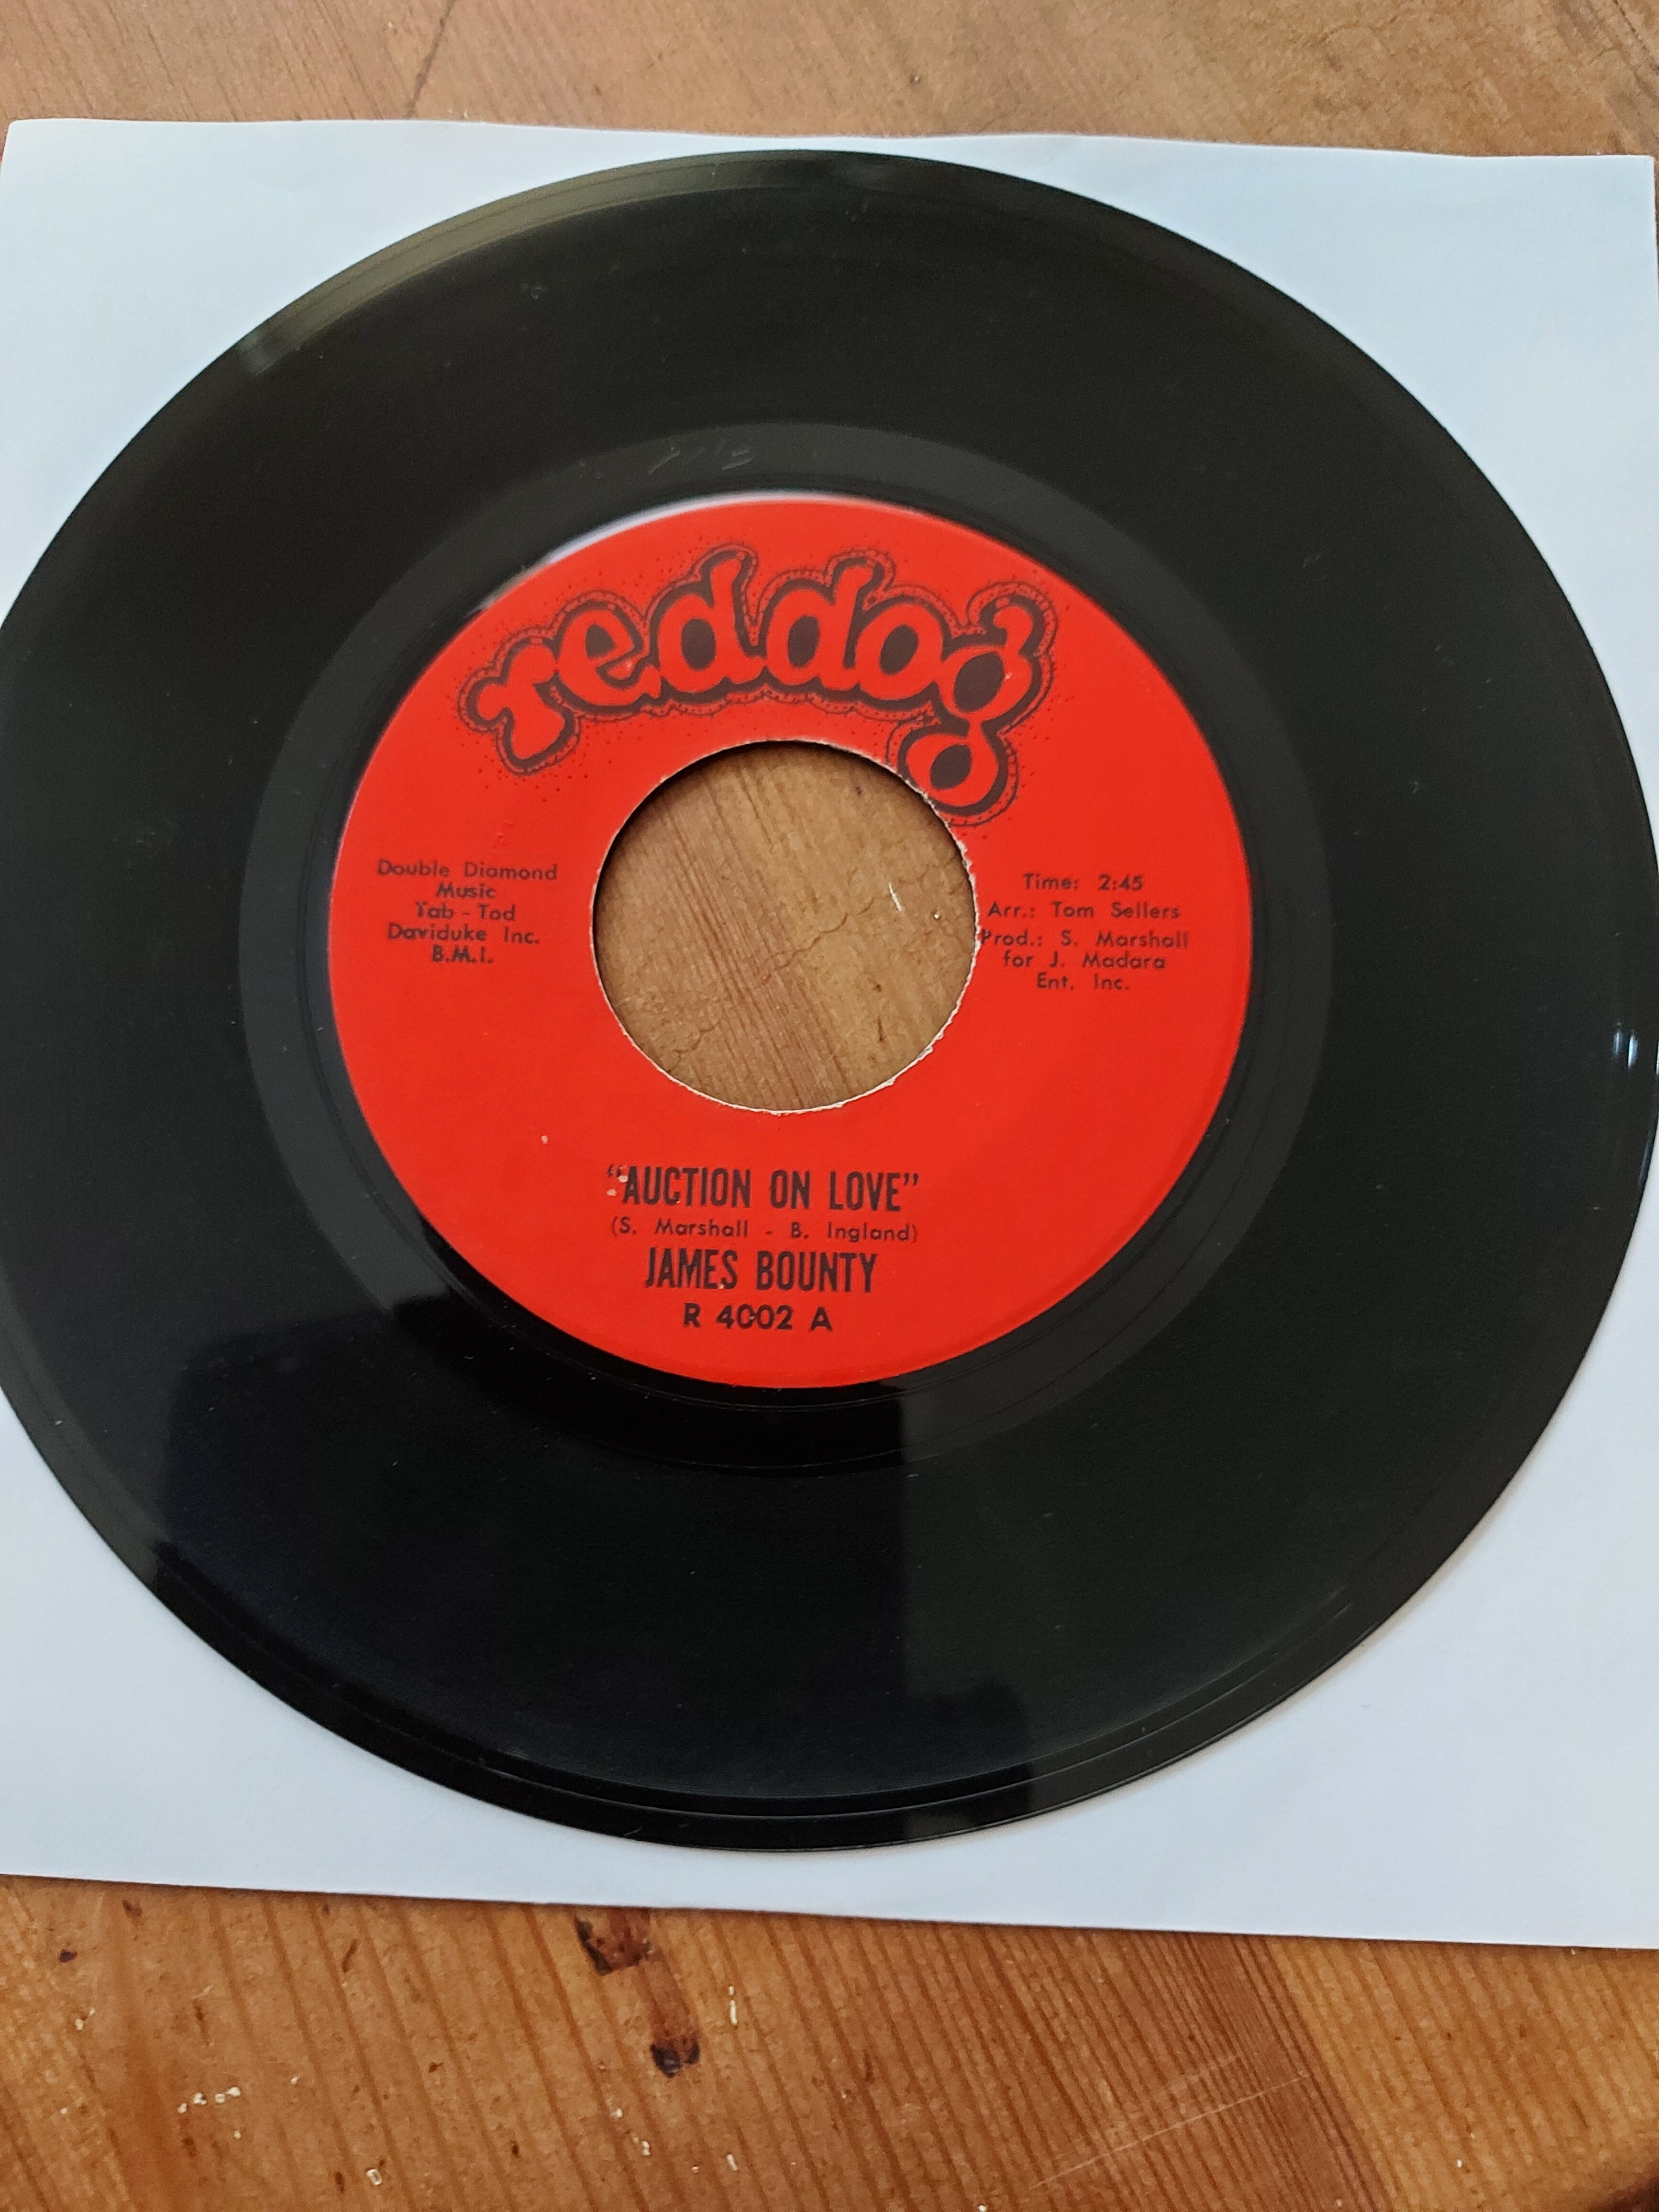 reddog
Double Diamond
Music
Tab - Tod
Daviduke Inc.
B.M.I.
Time: 2:45
Arr.: Tom Sellers
Prod.: S. Marshall
for J. Madara
Ent. Inc.
"AUCTION ON LOVE"
(S. Marshall - B. Ingland)
JAMES BOUNTY
R 4002 A